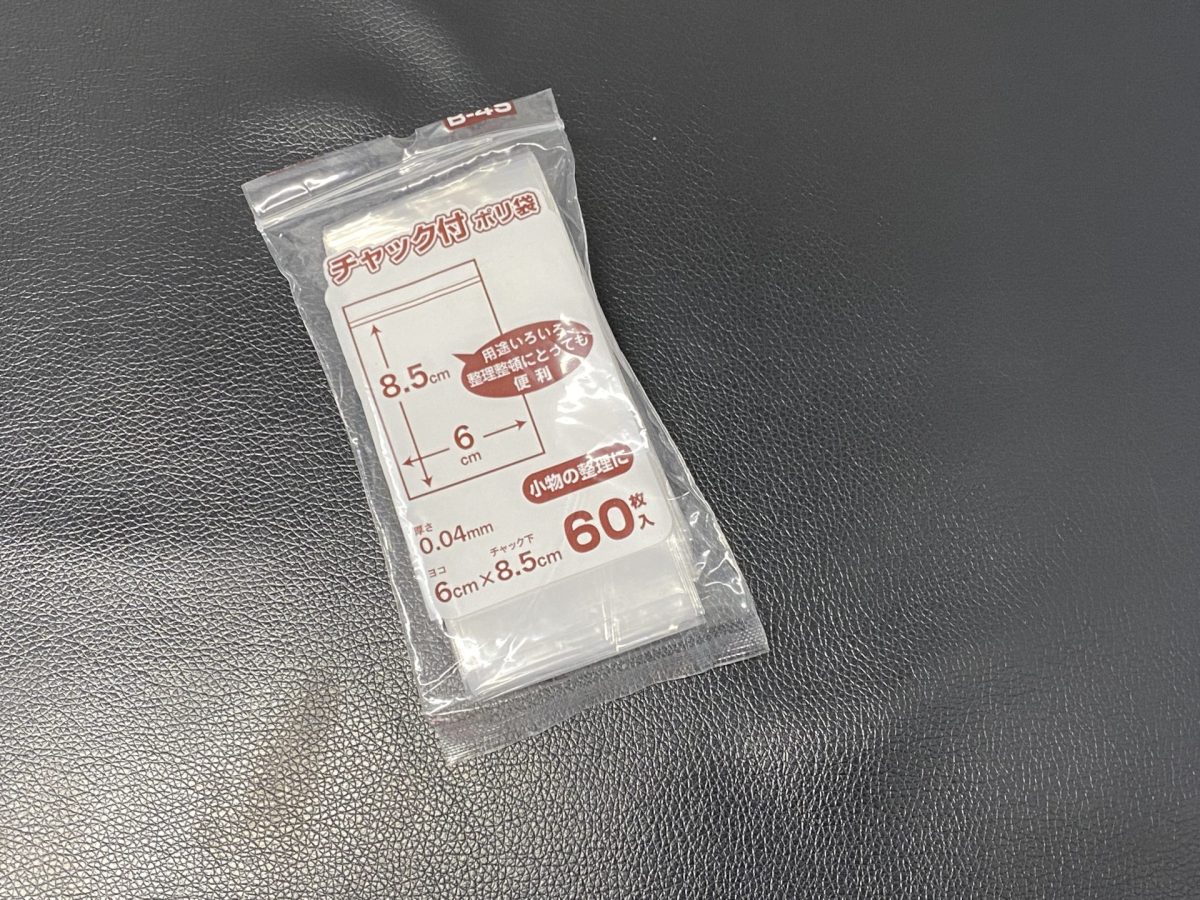 チャック付 ポリ袋
用途いろいろ
整理整頓にとっても
便利
8.5cm
6
cm
小物の整理に
厚さ
0.04mm
60枚入
ヨコ チャック下
6cm×8.5cm